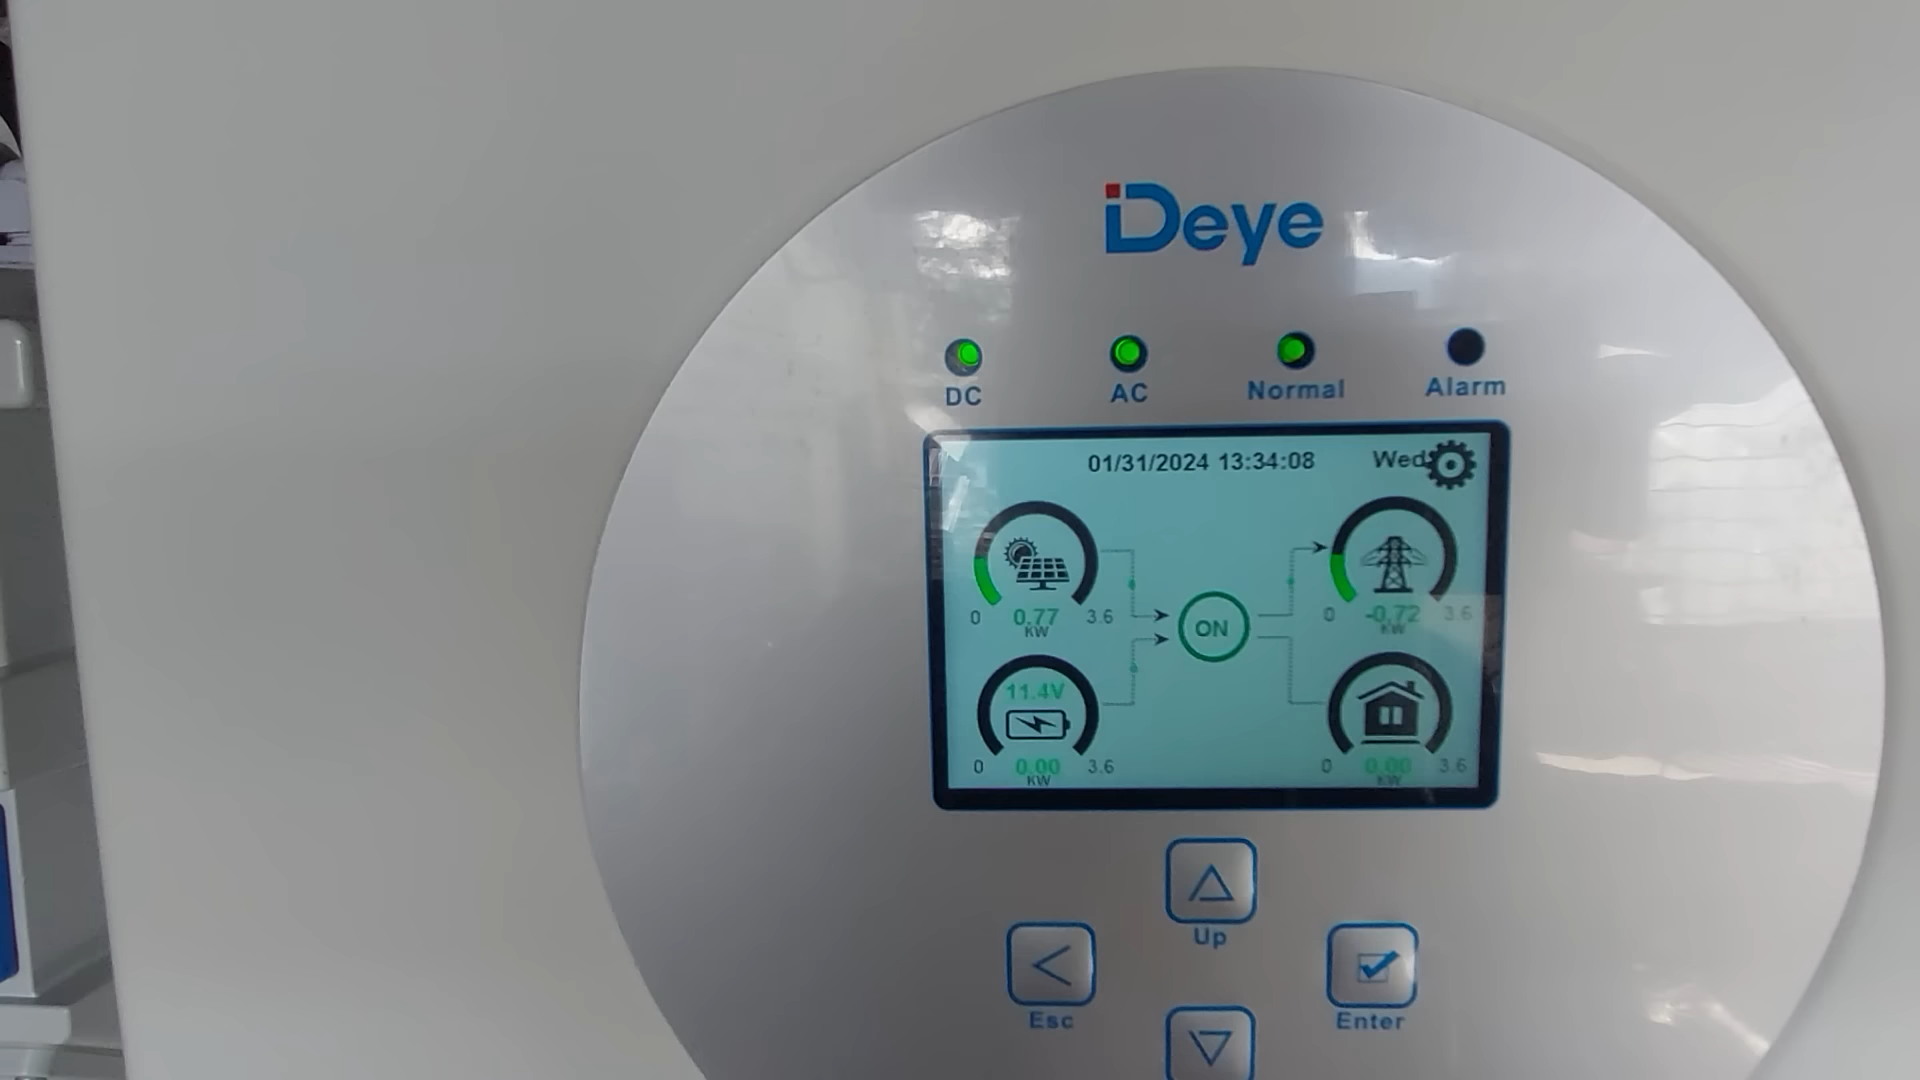 Deye
DC AC Normal Alarm
01/31/2024 13:34:08 Wed
0 0.77 3.6
KW
0 -0.72 3.6
KW
ON
11.4V
0 0.00 3.6
KW
0 0.00 3.6
KW
Up
Esc
Enter